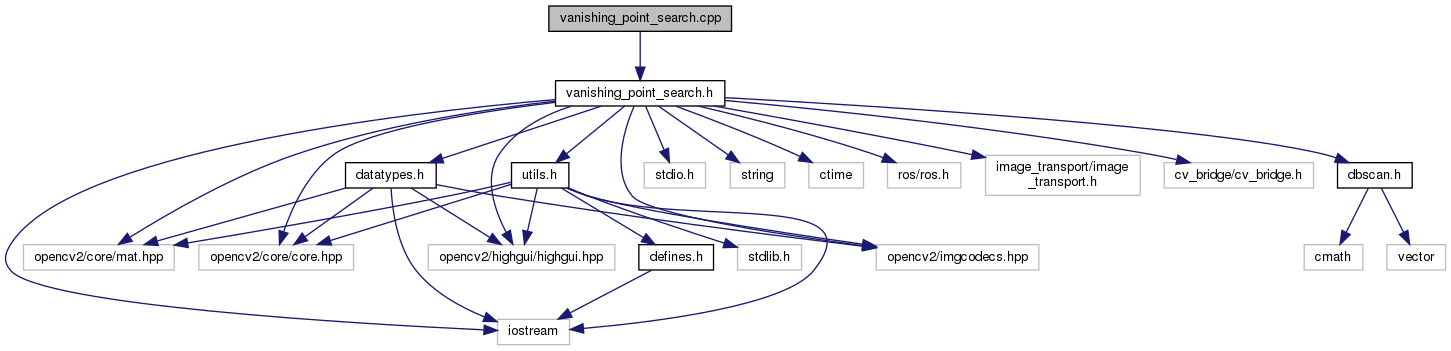 vanishing_point_search.cpp
vanishing_point_search.h
datatypes.h
utils.h
stdio.h
string
ctime
ros/ros.h
image_transport/image
_transport.h
cv_bridge/cv_bridge.h
dbscan.h
opencv2/core/mat.hpp
opencv2/core/core.hpp
opencv2/highgui/highgui.hpp
defines.h
stdlib.h
opencv2/imgcodecs.hpp
cmath
vector
iostream